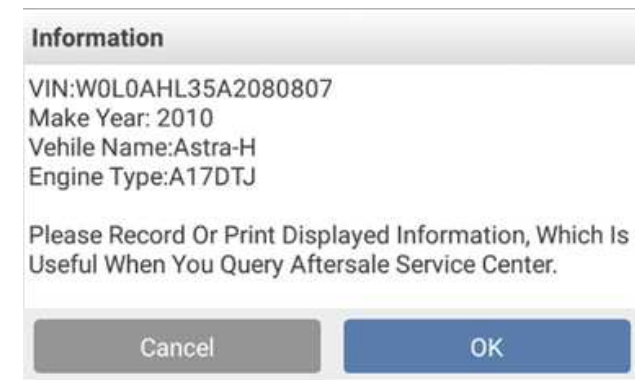 Information
VIN:W0L0AHL35A2080807
Make Year: 2010
Vehile Name:Astra-H
Engine Type:A17DTJ
Please Record Or Print Displayed Information, Which Is
Useful When You Query Aftersale Service Center.
Cancel
OK